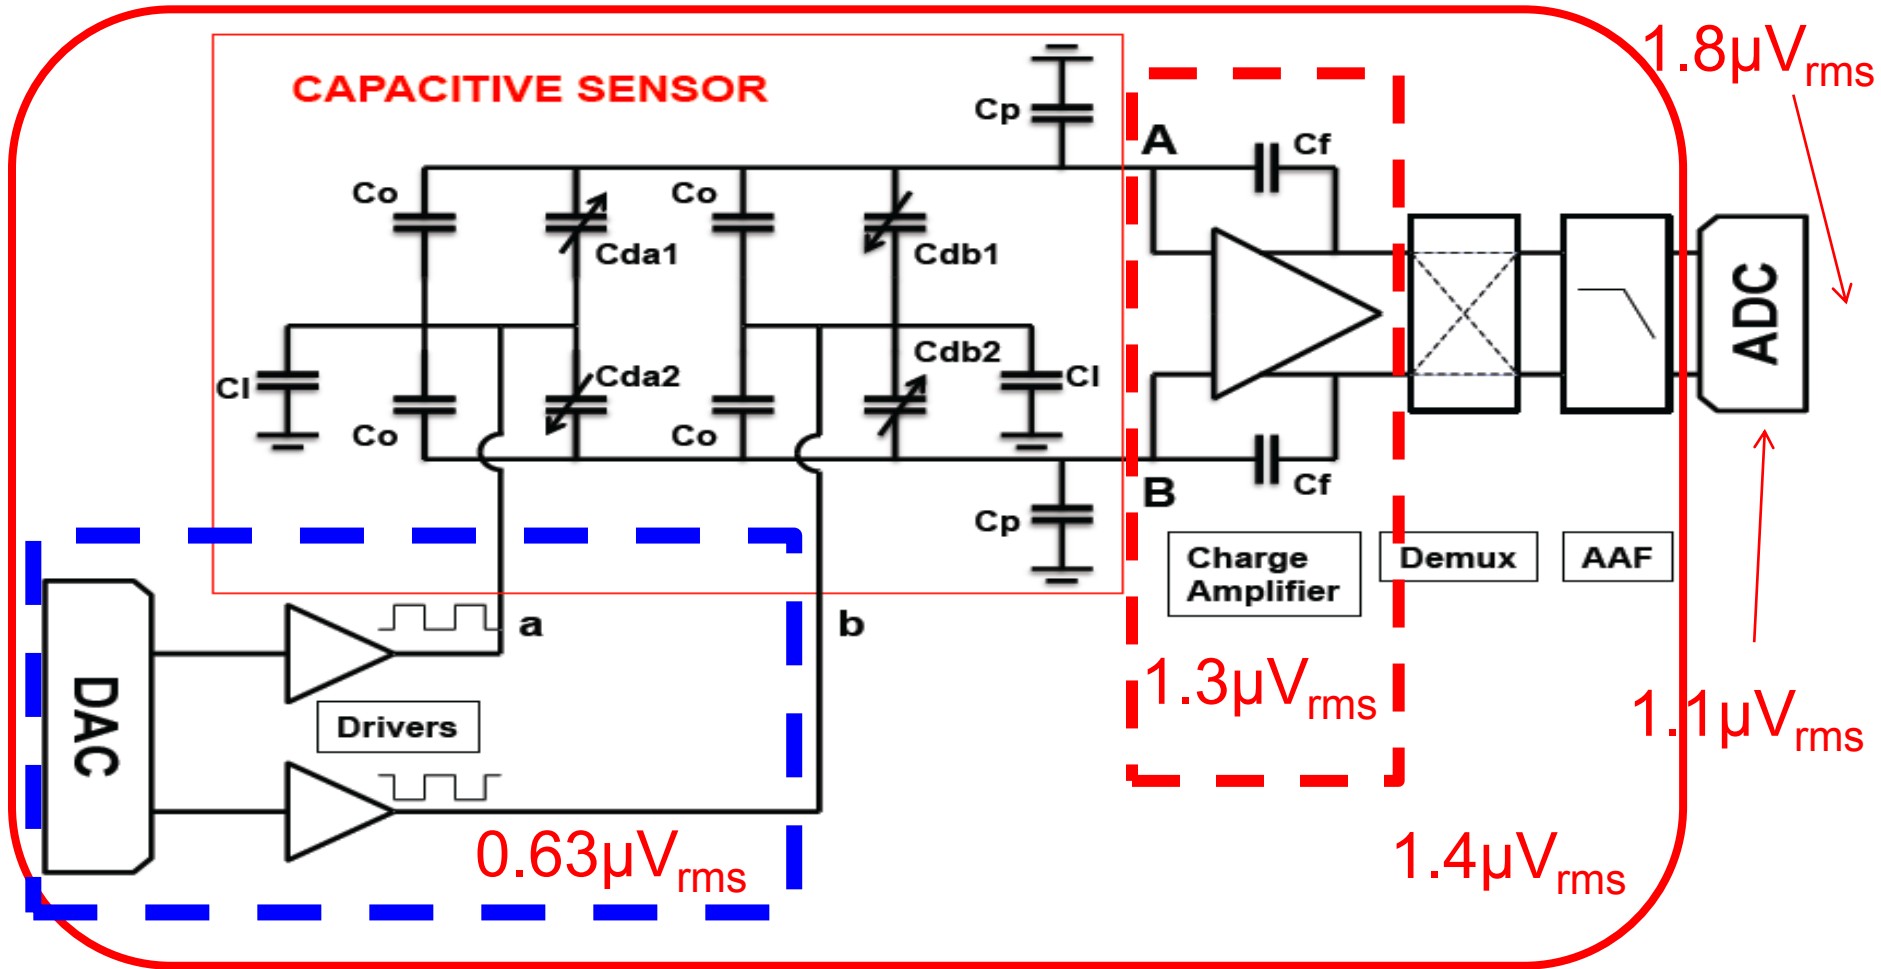 1.8µVrms
CAPACITIVE SENSOR
Cp
A
Cf
Co
Co
Cda1
Cdb1
ADC
Cdb2
Cl
Cda2
Cl
Co
Co
Cf
B
Cp
Charge
Amplifier
Demux
AAF
a
b
DAC
Drivers
1.3µVrms
1.1µVrms
0.63µVrms
1.4µVrms